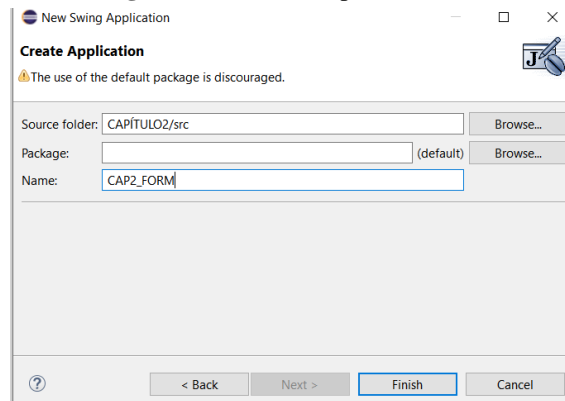 New Swing Application
Create Application
The use of the default package is discouraged.
Source folder: CAPÍTULO2/src Browse...
Package: (default) Browse...
Name: CAP2_FORM
? < Back Next > Finish Cancel